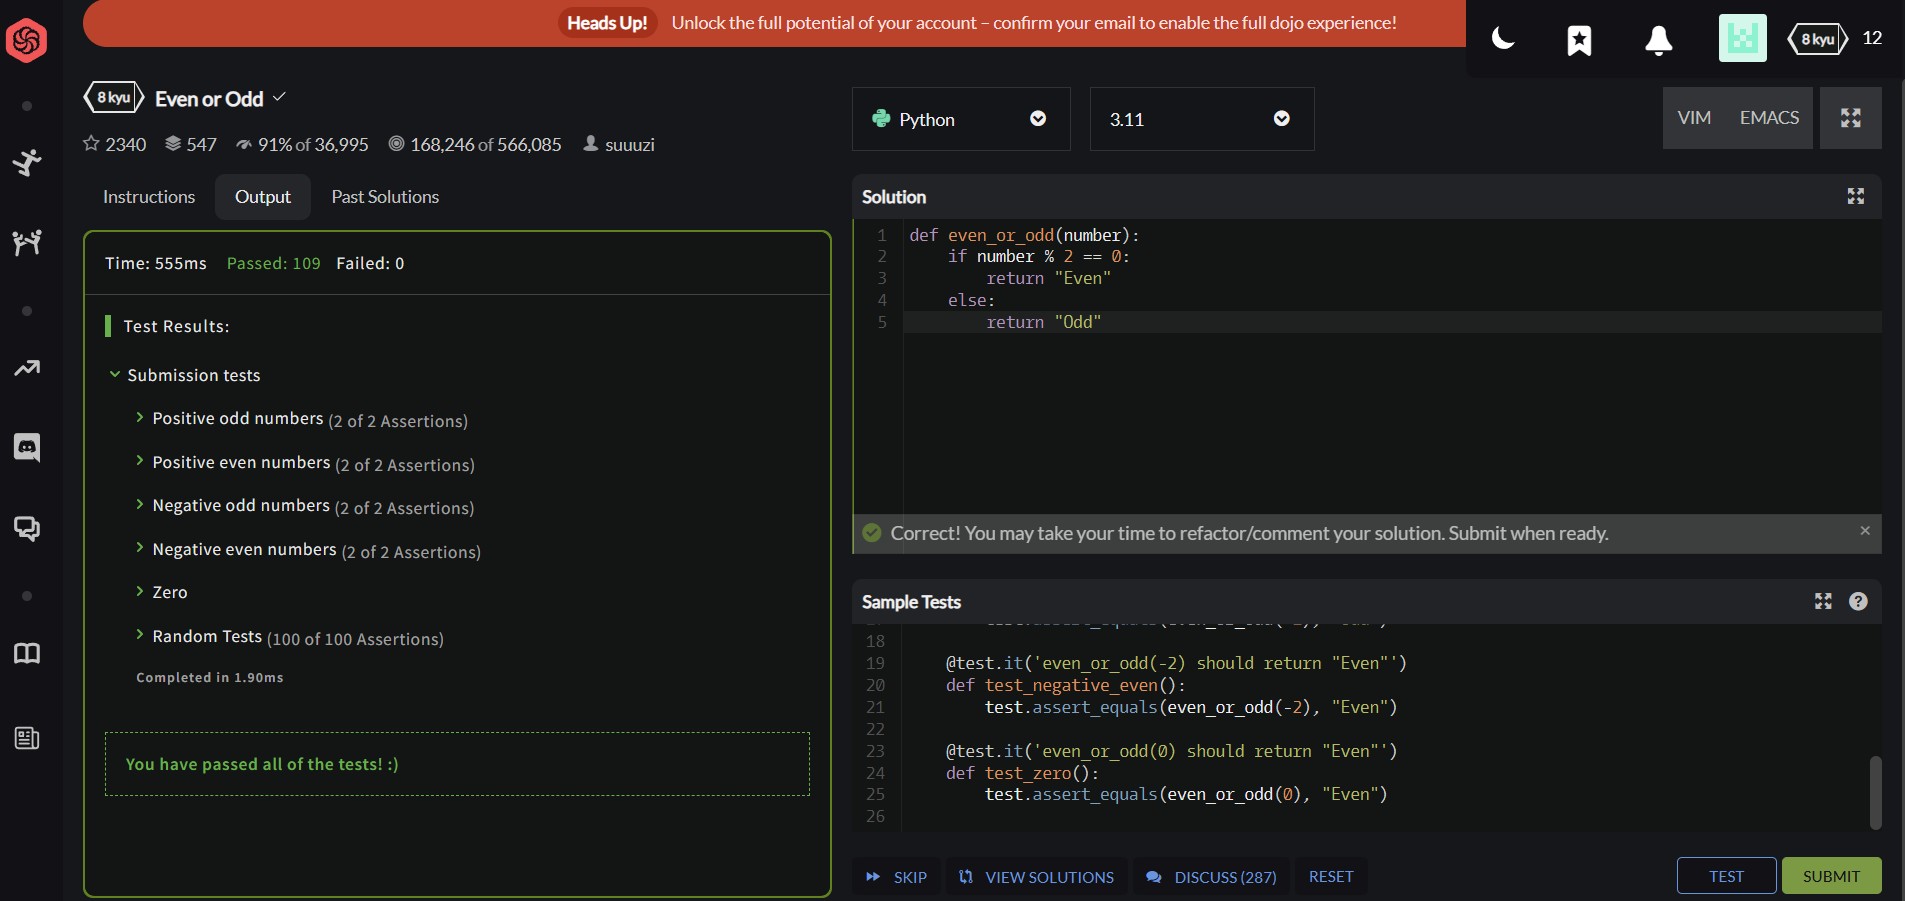 Heads Up! Unlock the full potential of your account – confirm your email to enable the full dojo experience!
8 kyu 12
8 kyu Even or Odd
2340 547 91% of 36,995 168,246 of 566,085 suuuzi
Instructions Output Past Solutions
Time: 555ms Passed: 109 Failed: 0
Test Results:
Submission tests
Positive odd numbers (2 of 2 Assertions)
Positive even numbers (2 of 2 Assertions)
Negative odd numbers (2 of 2 Assertions)
Negative even numbers (2 of 2 Assertions)
Zero
Random Tests (100 of 100 Assertions)
Completed in 1.90ms
You have passed all of the tests! :)
Python 3.11 VIM EMACS
Solution
1 def even_or_odd(number):
2     if number % 2 == 0:
3         return "Even"
4     else:
5         return "Odd"
Correct! You may take your time to refactor/comment your solution. Submit when ready. ×
Sample Tests ?
18
19     @test.it('even_or_odd(-2) should return "Even"')
20     def test_negative_even():
21         test.assert_equals(even_or_odd(-2), "Even")
22
23     @test.it('even_or_odd(0) should return "Even"')
24     def test_zero():
25         test.assert_equals(even_or_odd(0), "Even")
26
SKIP VIEW SOLUTIONS DISCUSS (287) RESET TEST SUBMIT